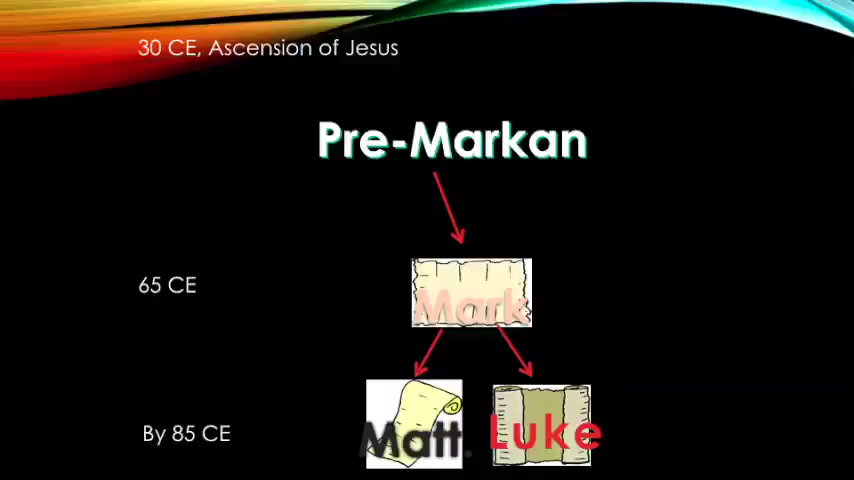 30 CE, Ascension of Jesus
Pre-Markan
65 CE
Mark
By 85 CE
Matt.
Luke